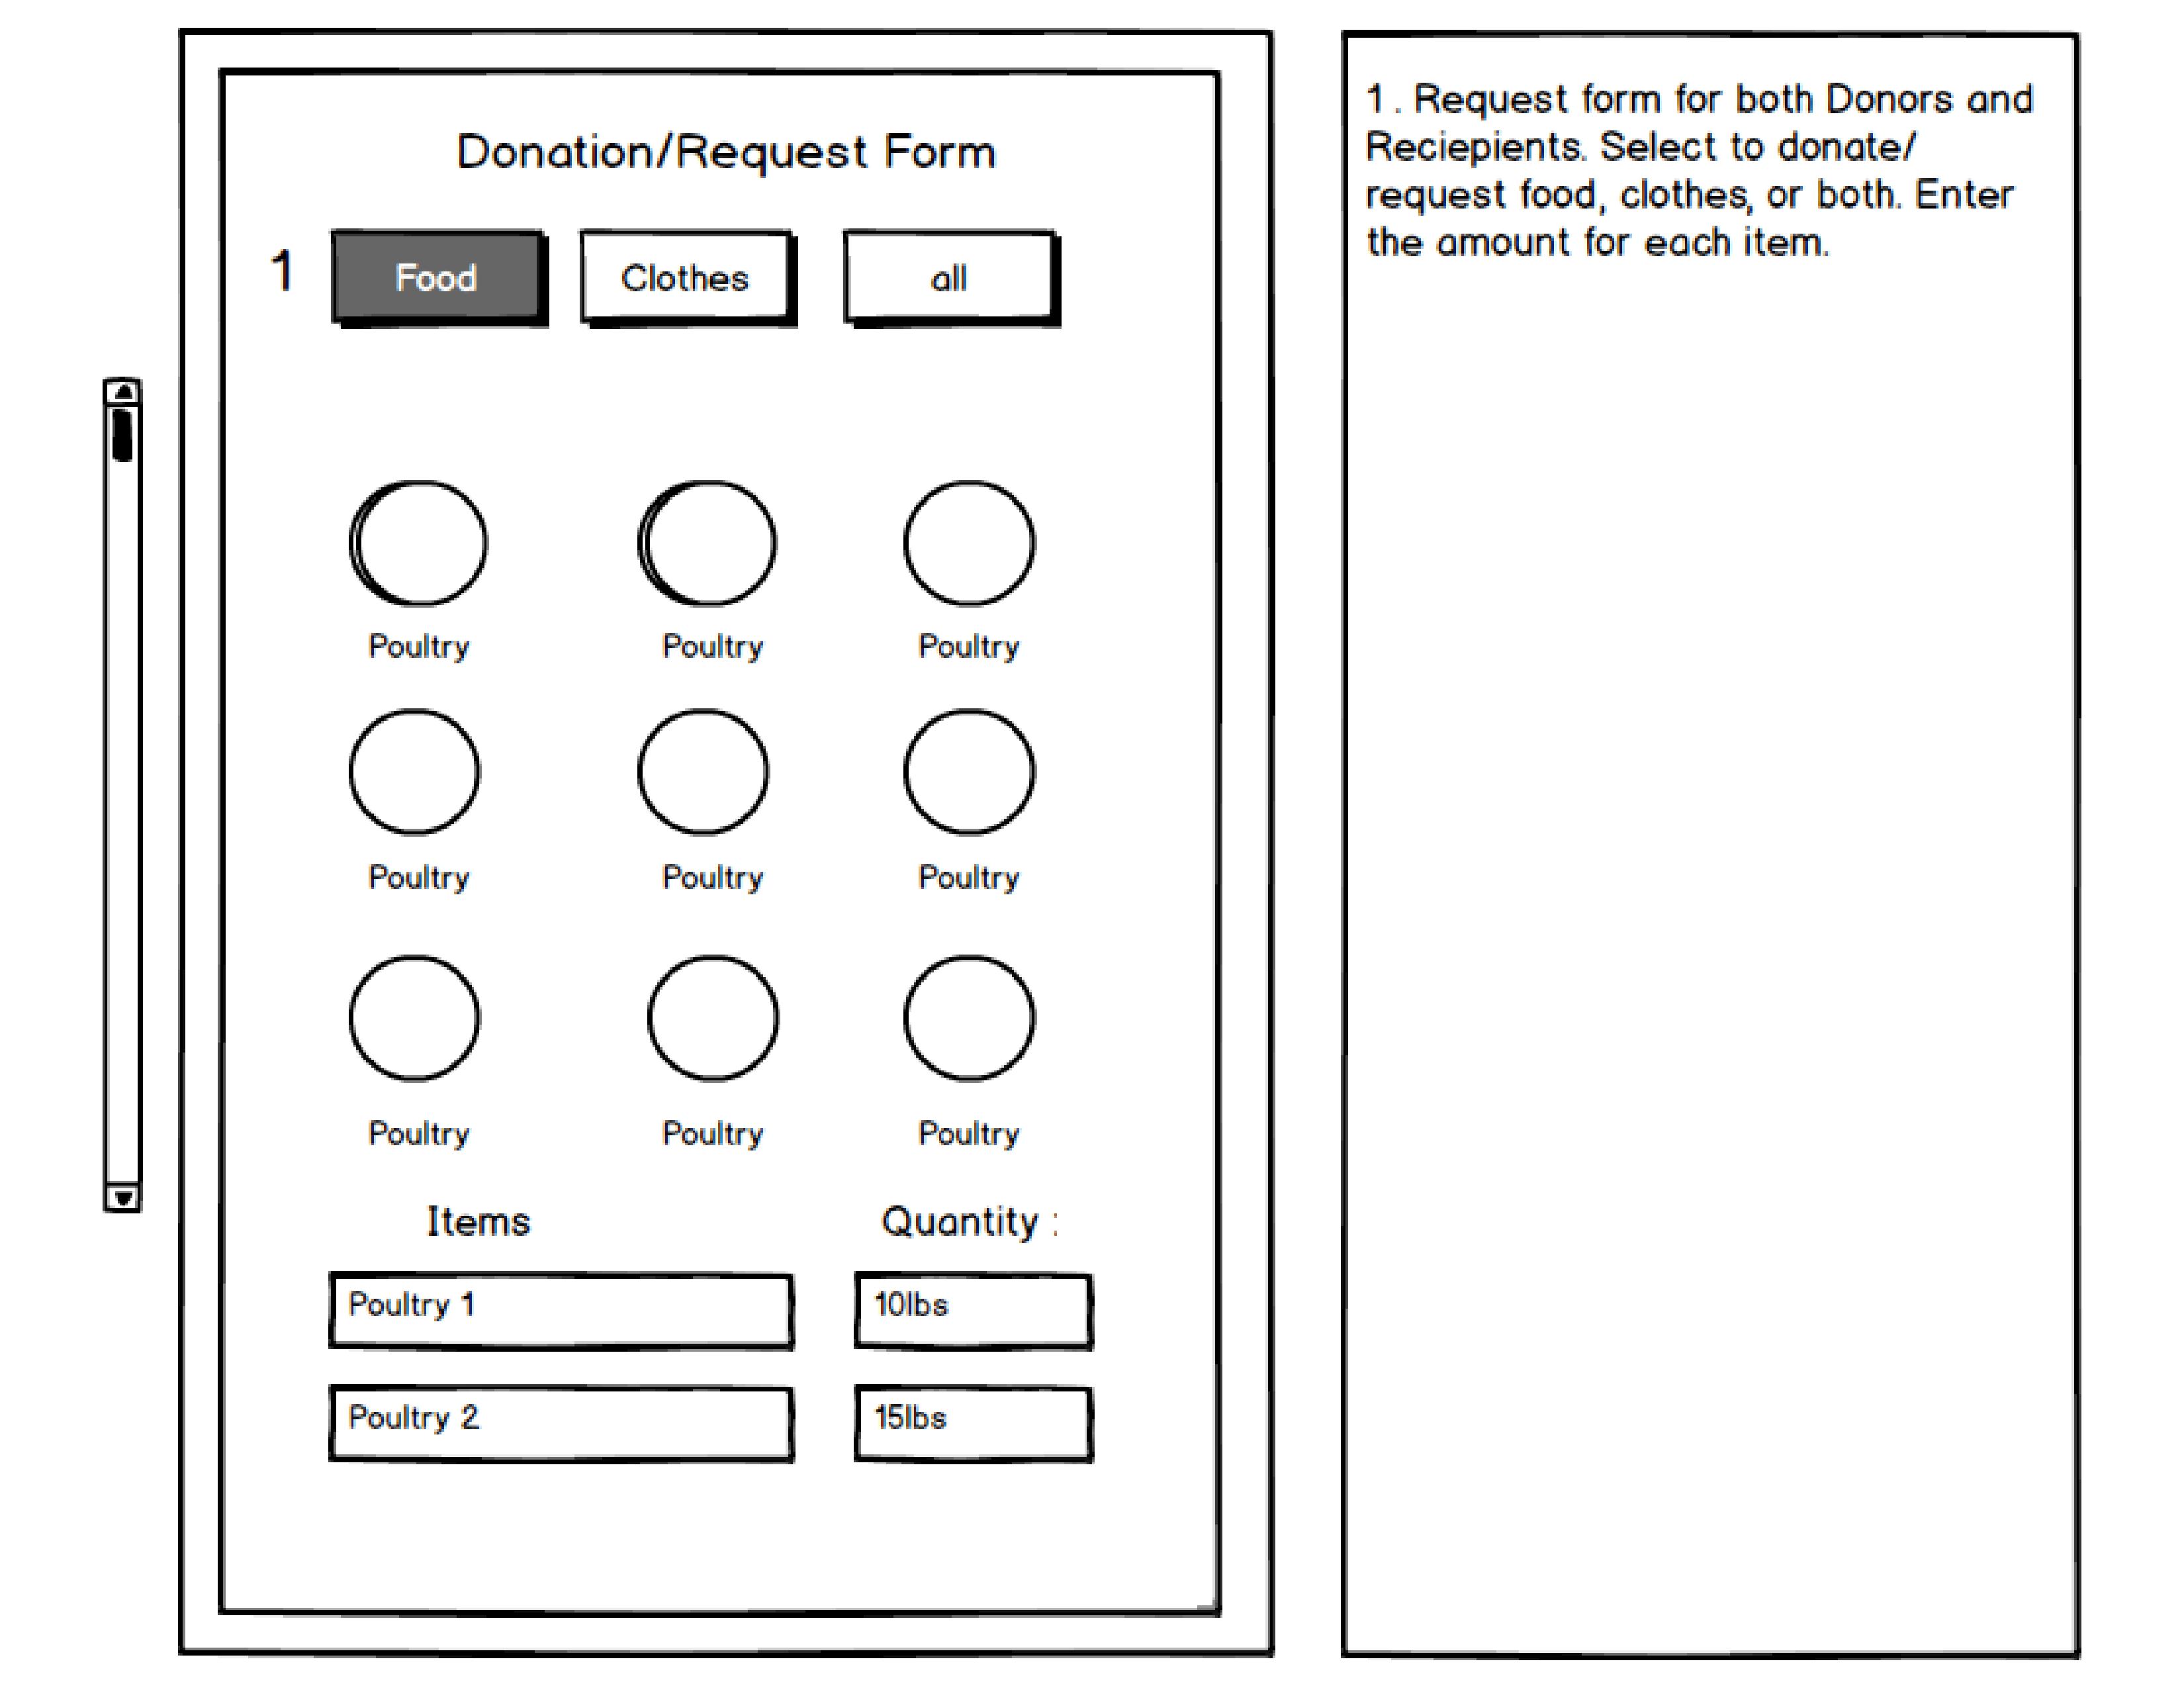 Donation/Request Form
1 Food Clothes all
Poultry Poultry Poultry
Poultry Poultry Poultry
Poultry Poultry Poultry
Items Quantity :
Poultry 1 10lbs
Poultry 2 15lbs
1. Request form for both Donors and
Reciepients. Select to donate/
request food, clothes, or both. Enter
the amount for each item.